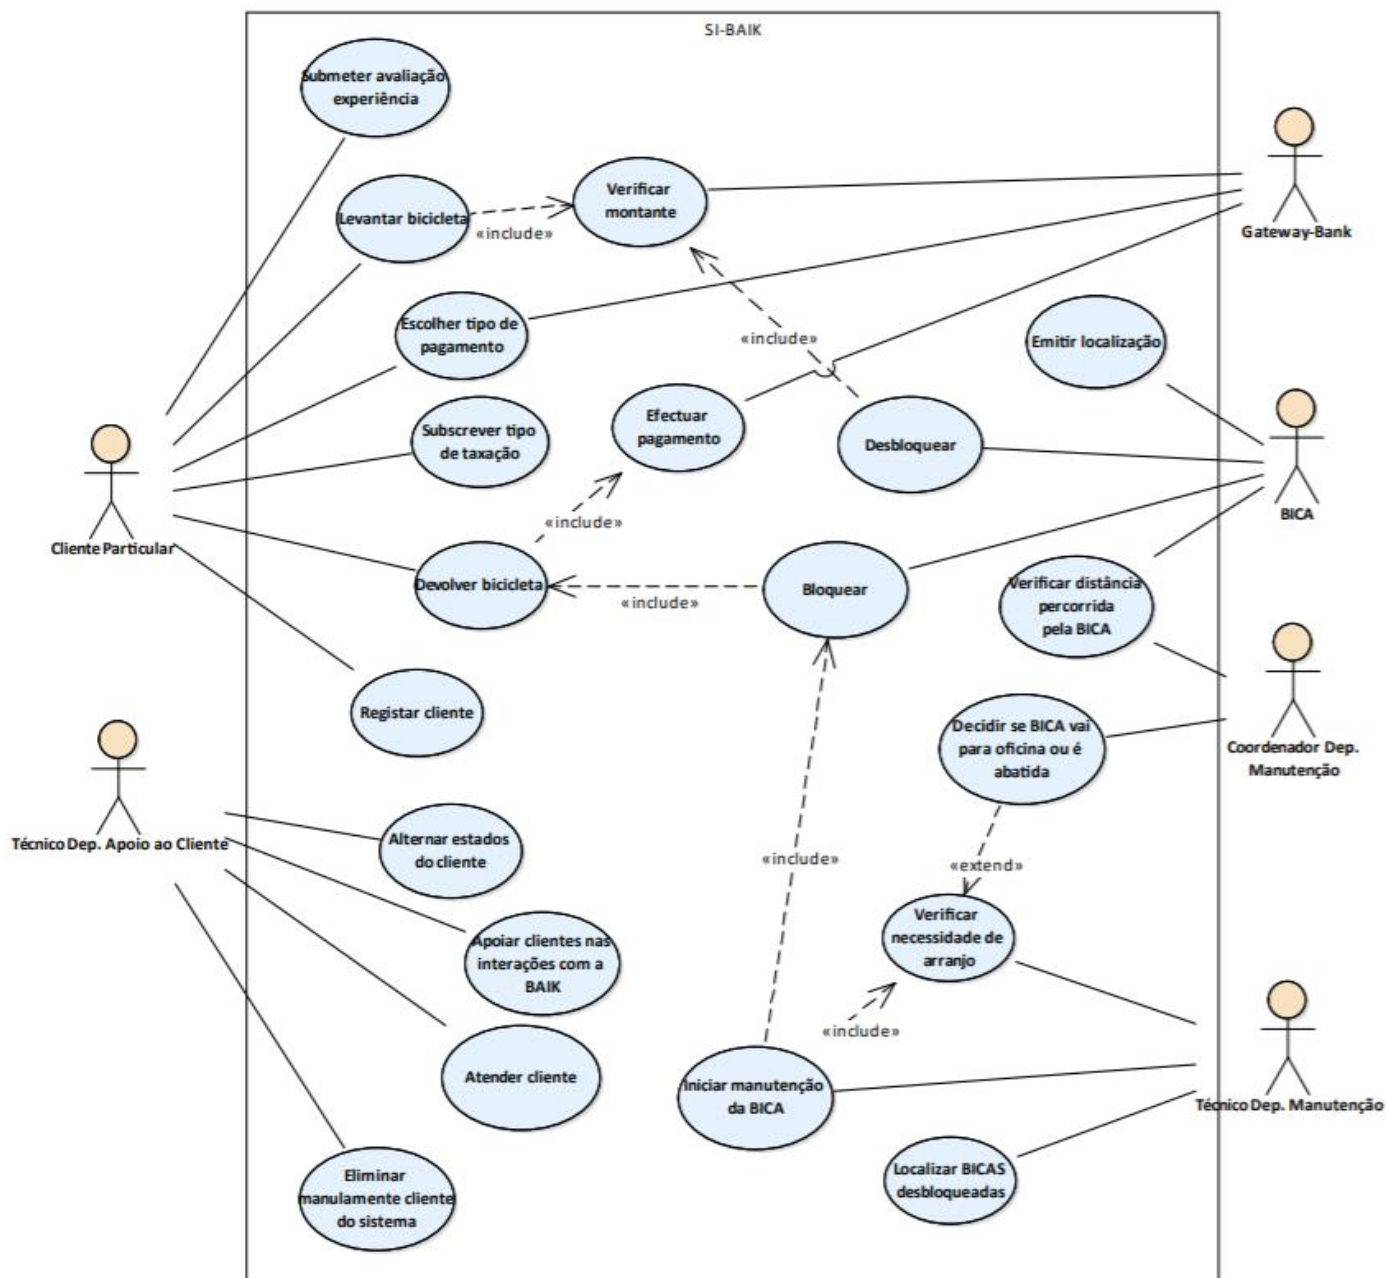 SI-BAIK
Submeter avaliação
experiência
Verificar
montante
Levantar bicicleta
«include»
Gateway-Bank
Escolher tipo de
pagamento
«include»
Emitir localização
Efectuar
pagamento
Subscrever tipo
de taxação
Desbloquear
BICA
«include»
Cliente Particular
Devolver bicicleta
«include»
Bloquear
Verificar distância
percorrida
pela BICA
Registar cliente
Decidir se BICA vai
para oficina ou é
abatida
Coordenador Dep.
Manutenção
Técnico Dep. Apoio ao Cliente
Alternar estados
do cliente
«include»
«extend»
Verificar
necessidade de
arranjo
Apoiar clientes nas
interações com a
BAIK
«include»
Atender cliente
Iniciar manutenção
da BICA
Técnico Dep. Manutenção
Localizar BICAS
desbloqueadas
Eliminar
manulamente cliente
do sistema